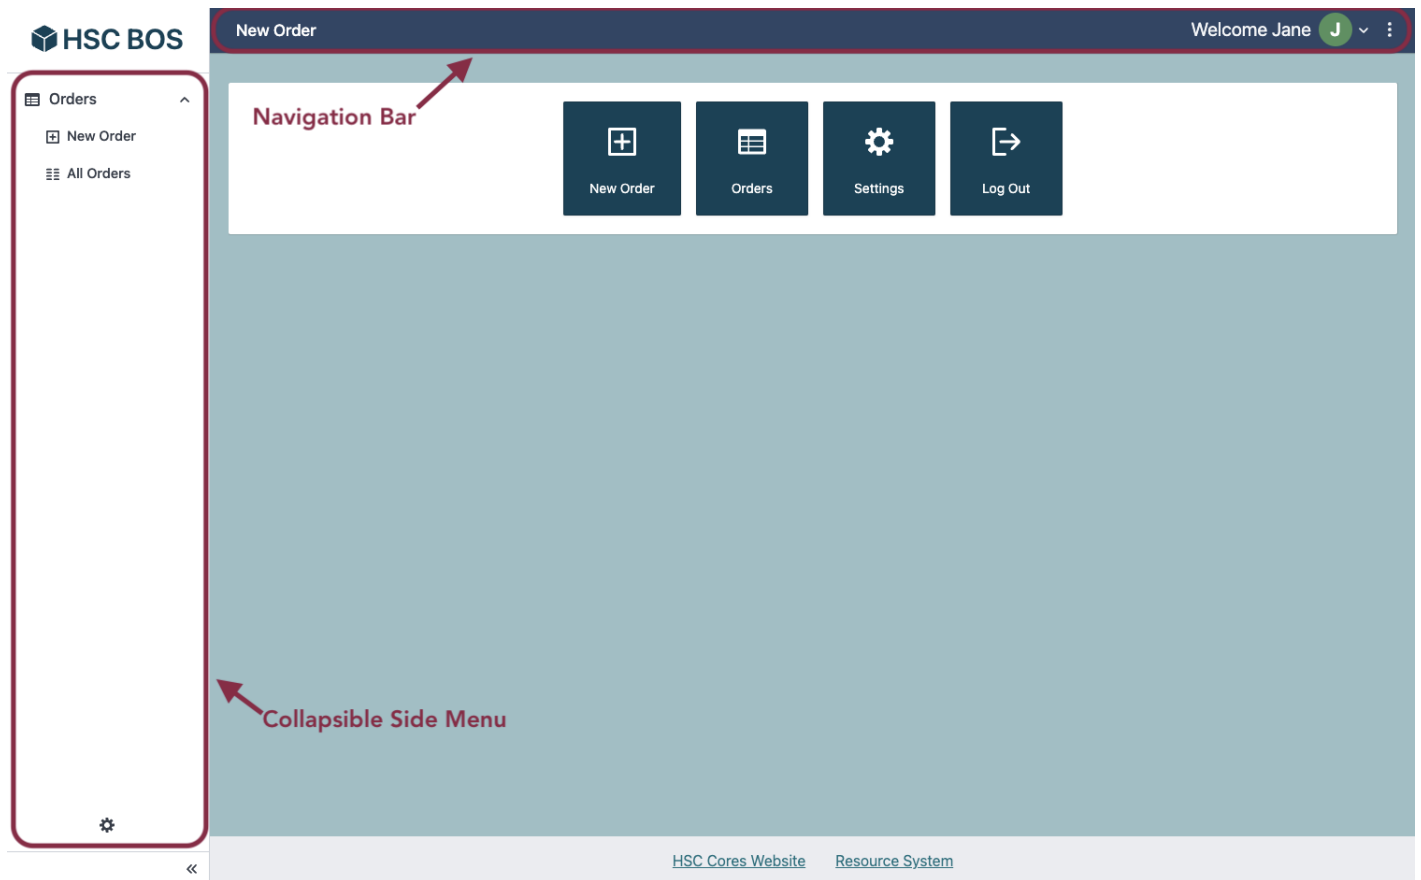 HSC BOS
New Order
Welcome Jane
J
Orders
New Order
All Orders
Navigation Bar
New Order
Orders
Settings
Log Out
Collapsible Side Menu
HSC Cores Website
Resource System